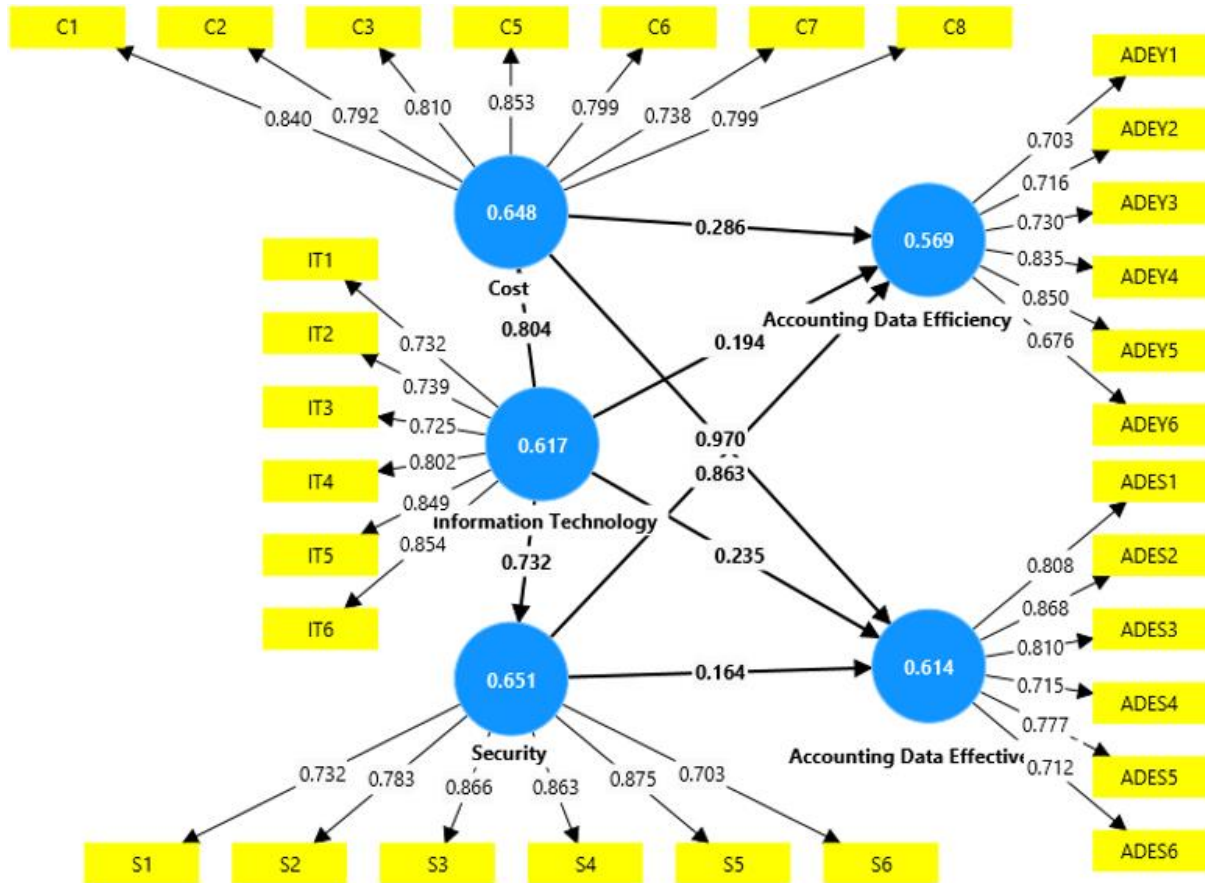 C1 C2 C3 C5 C6 C7 C8
0.840 0.792 0.810 0.853 0.799 0.738 0.799
0.648
Cost
IT1
IT2
IT3
IT4
IT5
IT6
0.732
0.739
0.725
0.802
0.849
0.854
0.804
0.617
Information Technology
0.732
0.651
Security
0.732 0.783 0.866 0.863 0.875 0.703
S1 S2 S3 S4 S5 S6
0.286
0.194
0.970
0.863
0.235
0.164
0.569
Accounting Data Efficiency
0.703
0.716
0.730
0.835
0.850
0.676
ADEY1
ADEY2
ADEY3
ADEY4
ADEY5
ADEY6
0.614
Accounting Data Effective
0.808
0.868
0.810
0.715
0.777
0.712
ADES1
ADES2
ADES3
ADES4
ADES5
ADES6